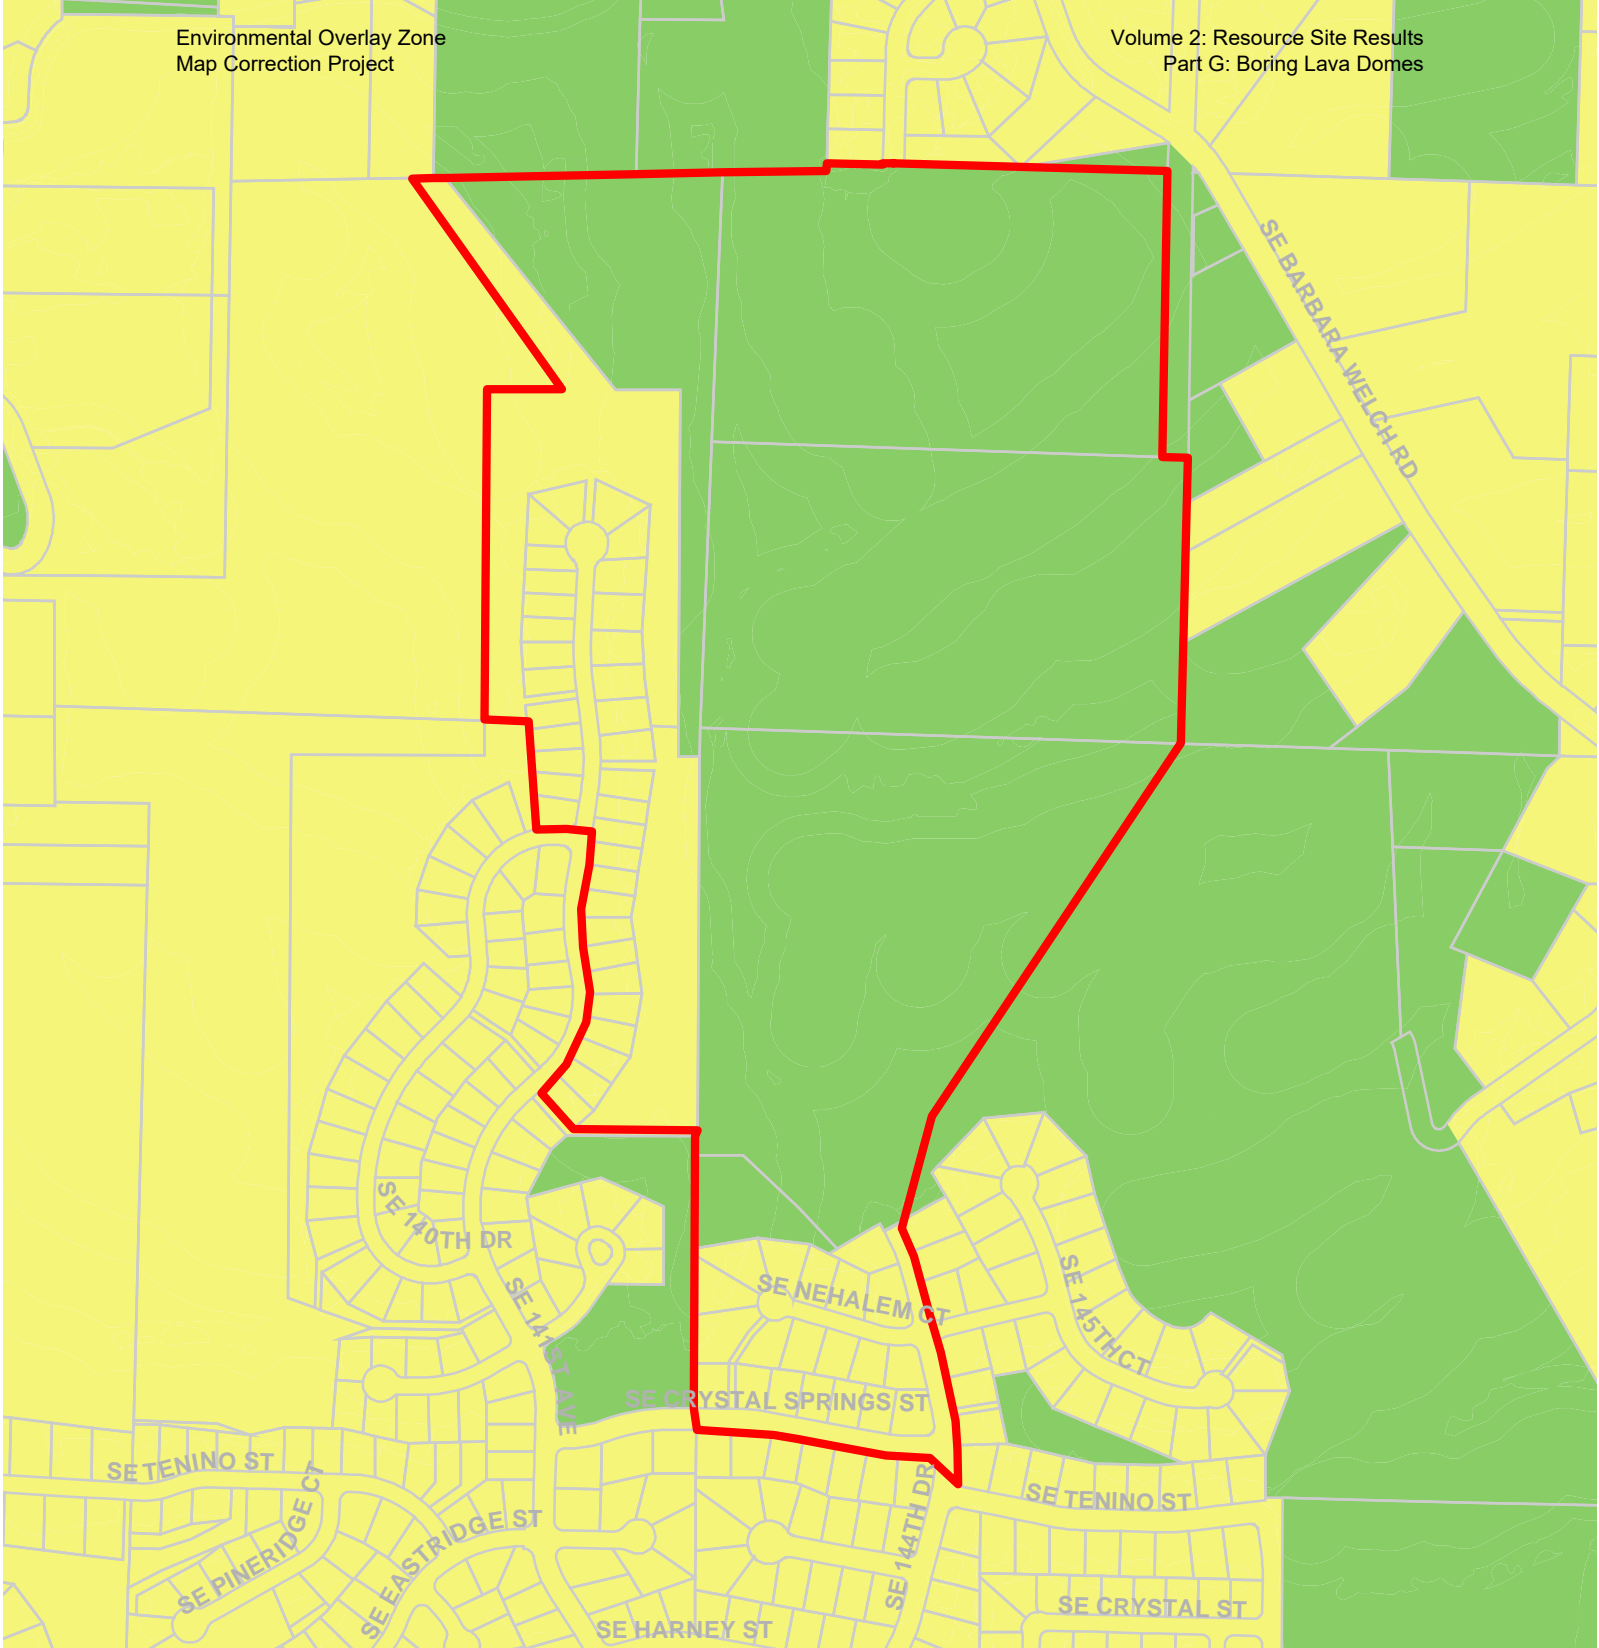 Environmental Overlay Zone
Map Correction Project
Volume 2: Resource Site Results
Part G: Boring Lava Domes
SE BARBARA WELCH RD
SE 140TH DR
SE 141ST AVE
SE NEHALEM CT
SE 145TH CT
SE CRYSTAL SPRINGS ST
SE TENINO ST
SE PINERIDGE CT
SE EASTRIDGE ST
SE 144TH DR
SE TENINO ST
SE CRYSTAL ST
SE HARNEY ST